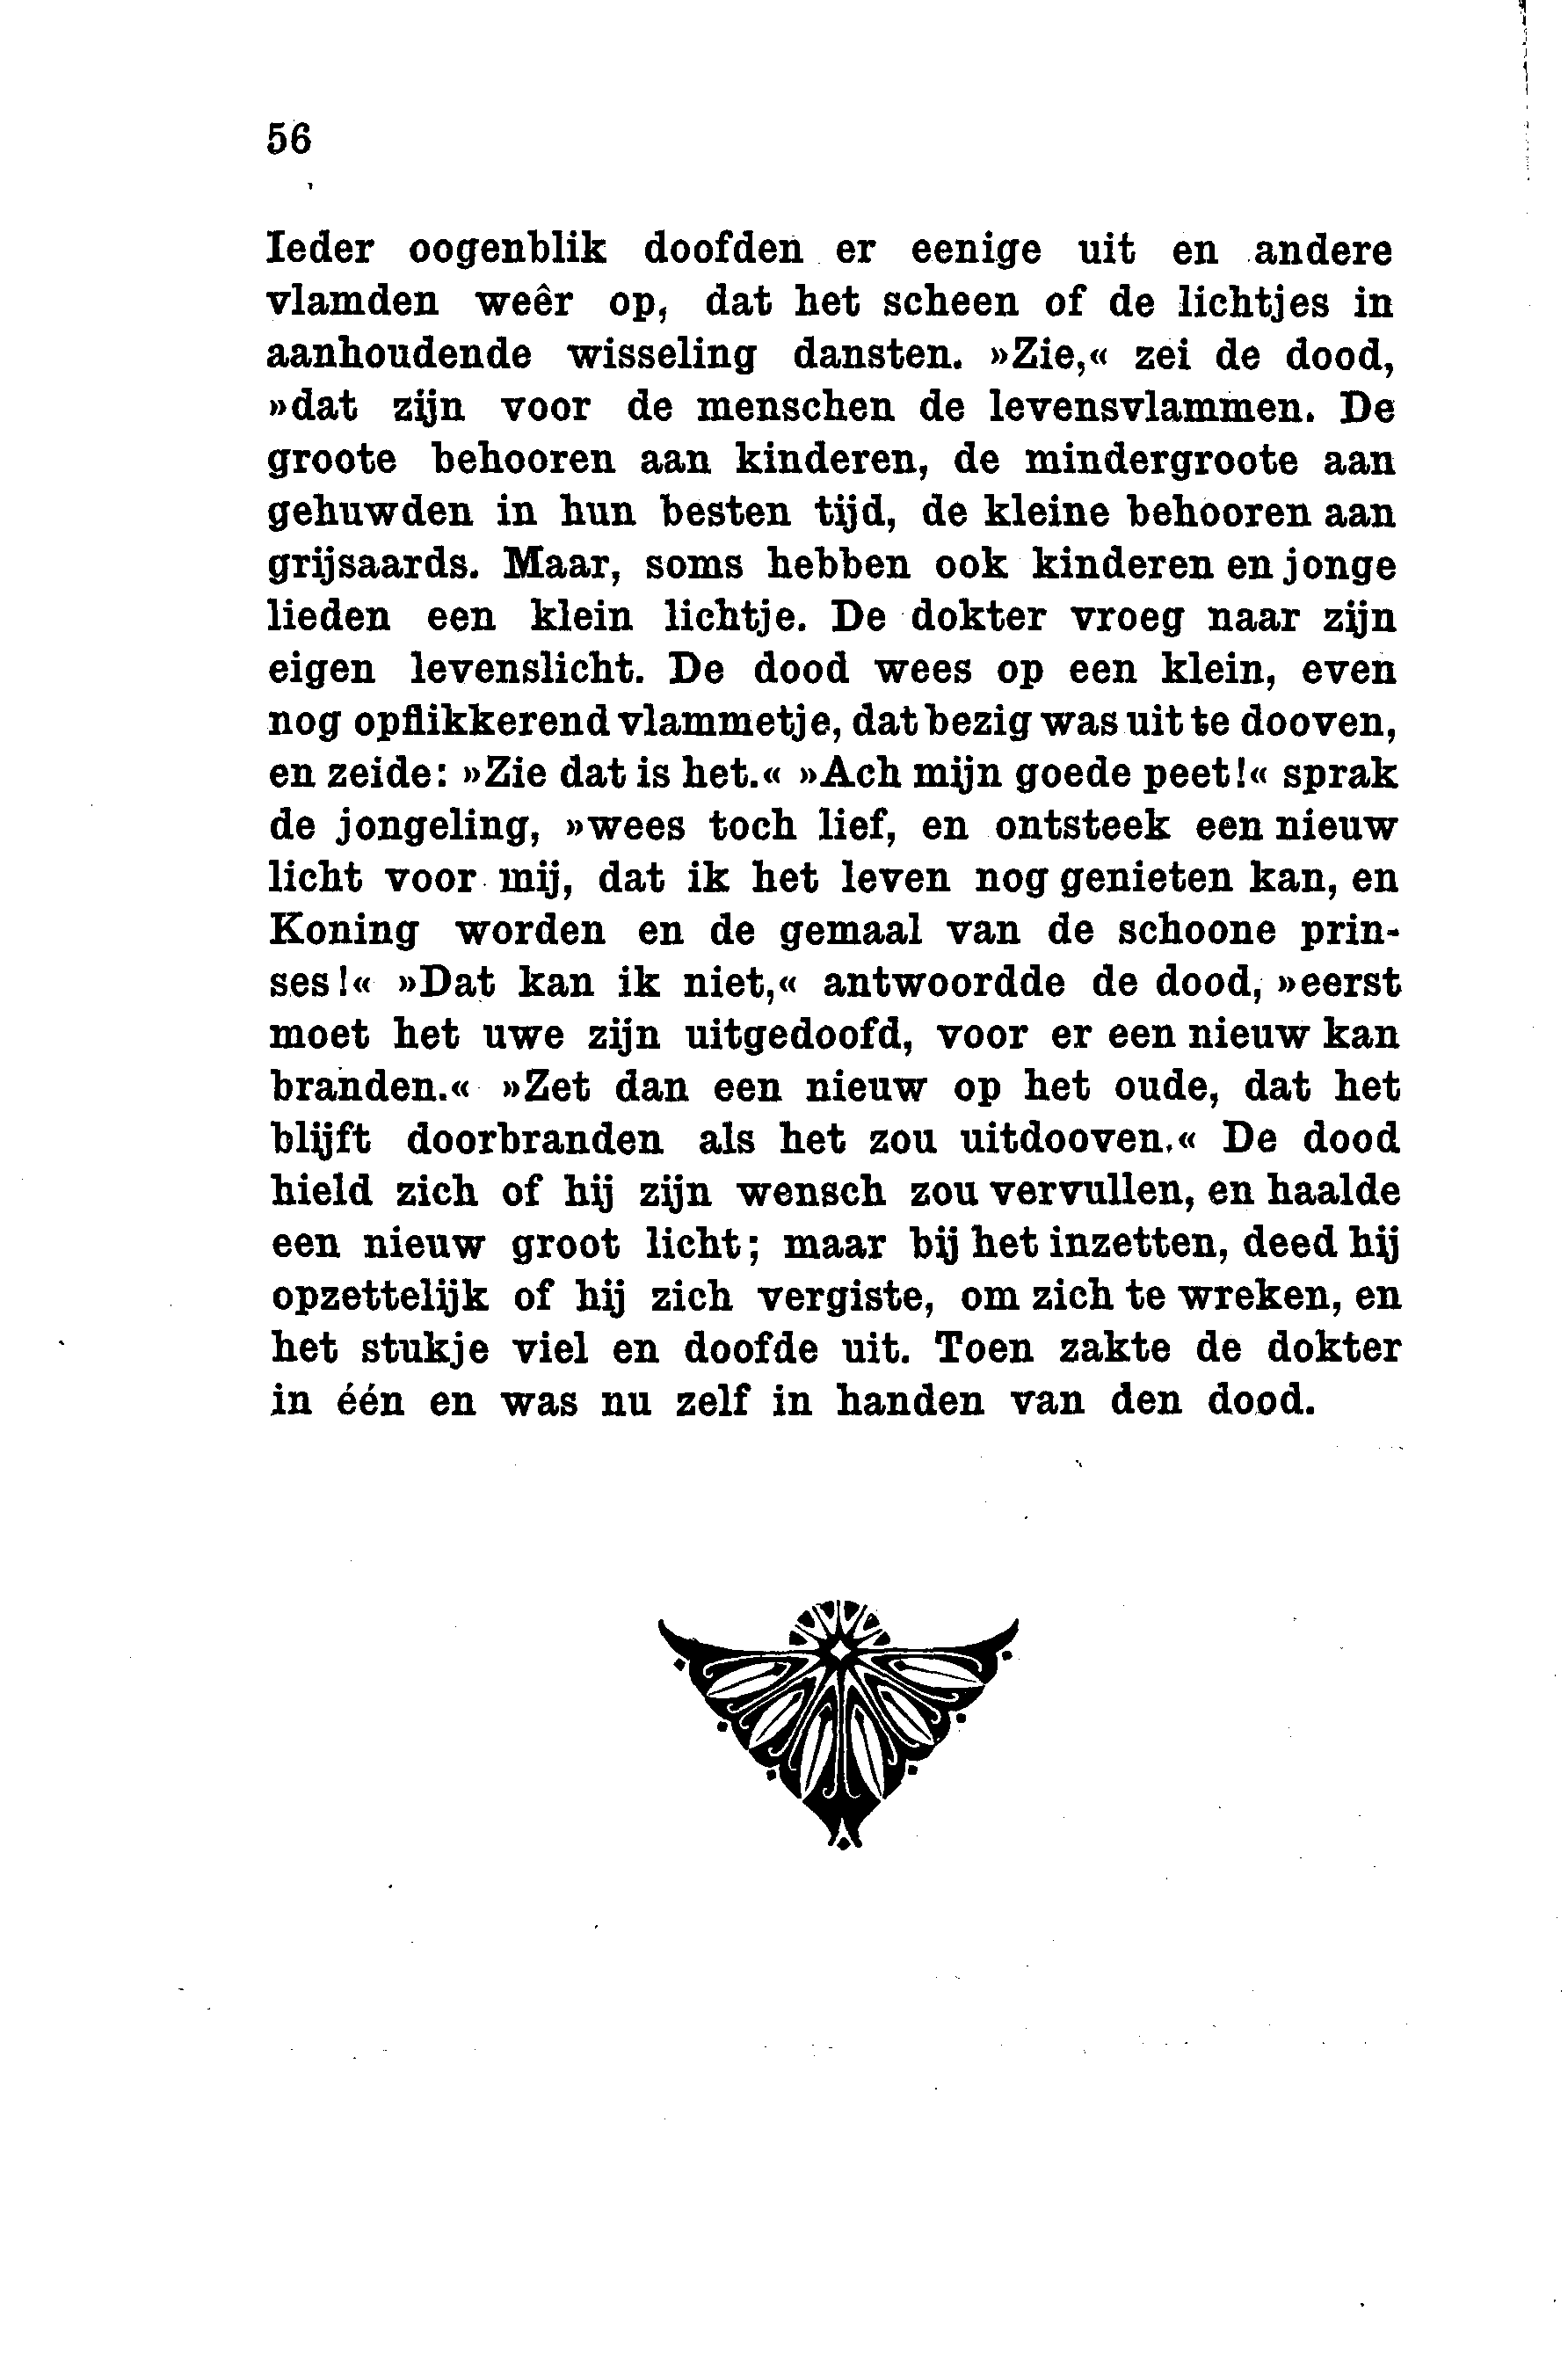 56
Ieder oogenblik doofden er eenige uit en andere
vlamden weêr op, dat het scheen of de lichtjes in
aanhoudende wisseling dansten. »Zie,« zei de dood,
»dat zijn voor de menschen de levensvlammen. De
groote behooren aan kinderen, de mindergroote aan
gehuwden in hun besten tijd, de kleine behooren aan
grijsaards. Maar, soms hebben ook kinderen en jonge
lieden een klein lichtje. De dokter vroeg naar zijn
eigen levenslicht. De dood wees op een klein, even
nog opflikkerend vlammetje, dat bezig was uit te dooven,
en zeide: »Zie dat is het.« »Ach mijn goede peet!« sprak
de jongeling, »wees toch lief, en ontsteek een nieuw
licht voor mij, dat ik het leven nog genieten kan, en
Koning worden en de gemaal van de schoone prin-
ses!« »Dat kan ik niet,« antwoordde de dood, »eerst
moet het uwe zijn uitgedoofd, voor er een nieuw kan
branden.« »Zet dan een nieuw op het oude, dat het
blijft doorbranden als het zou uitdooven.« De dood
hield zich of hij zijn wensch zou vervullen, en haalde
een nieuw groot licht; maar bij het inzetten, deed hij
opzettelijk of hij zich vergiste, om zich te wreken, en
het stukje viel en doofde uit. Toen zakte de dokter
in één en was nu zelf in handen van den dood.